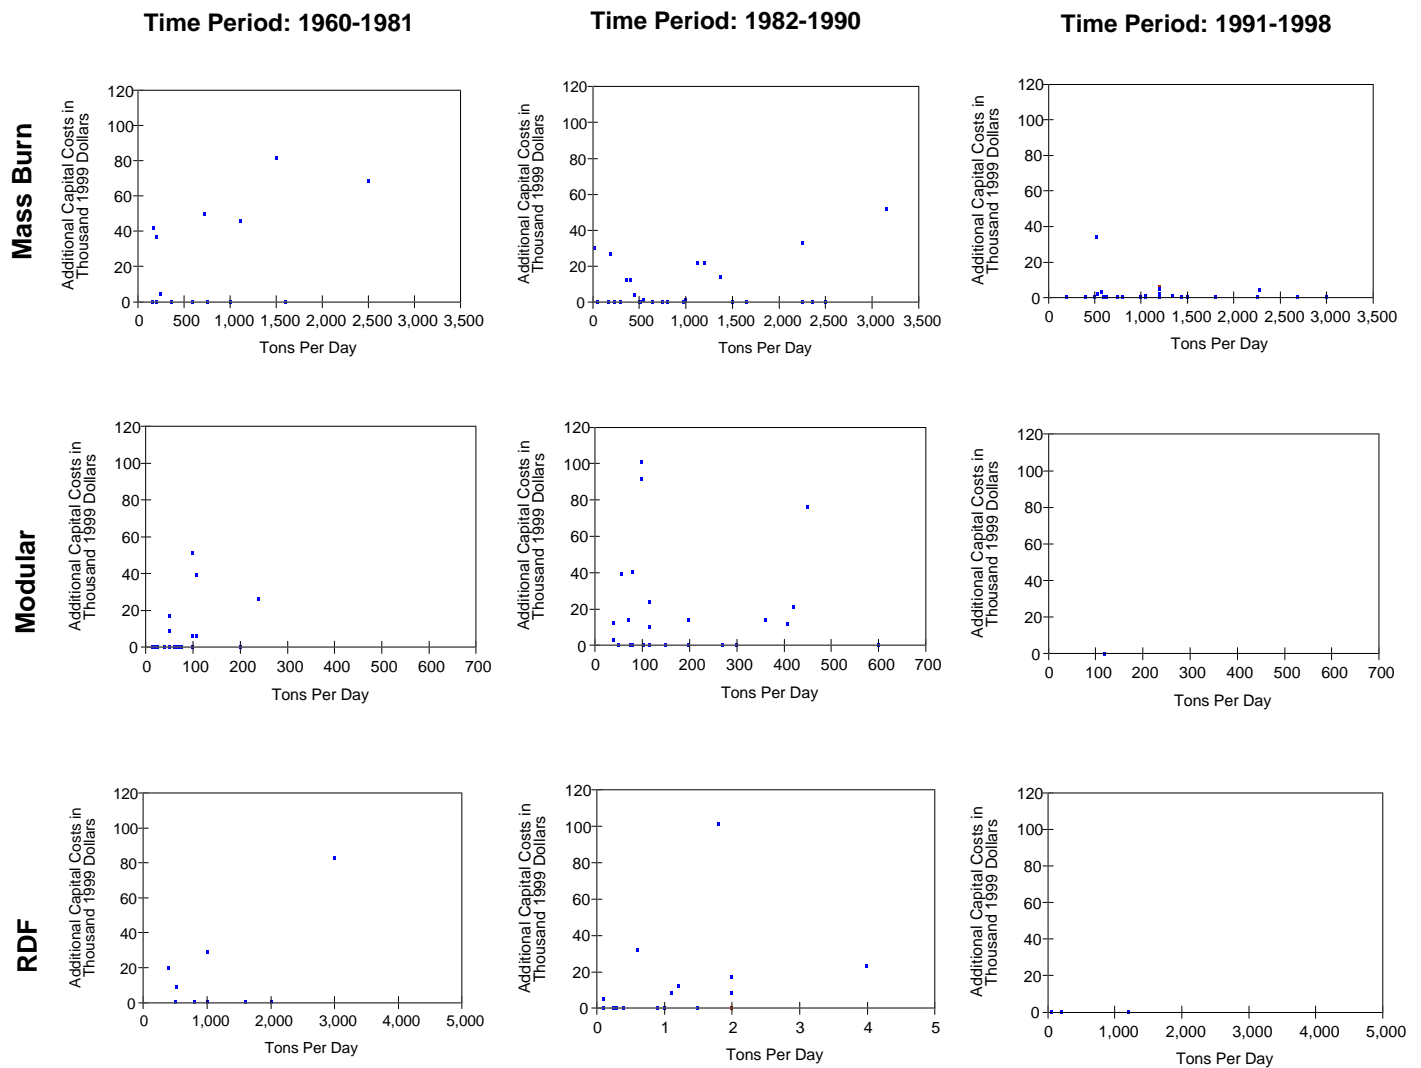 Time Period: 1960-1981
Time Period: 1982-1990
Time Period: 1991-1998
Mass Burn
Additional Capital Costs in
Thousand 1999 Dollars
120
100
80
60
40
20
0
0 500 1,000 1,500 2,000 2,500 3,000 3,500
Tons Per Day
Additional Capital Costs in
Thousand 1999 Dollars
120
100
80
60
40
20
0
0 500 1,000 1,500 2,000 2,500 3,000 3,500
Tons Per Day
Additional Capital Costs in
Thousand 1999 Dollars
120
100
80
60
40
20
0
0 500 1,000 1,500 2,000 2,500 3,000 3,500
Tons Per Day
Modular
Additional Capital Costs in
Thousand 1999 Dollars
120
100
80
60
40
20
0
0 100 200 300 400 500 600 700
Tons Per Day
Additional Capital Costs in
Thousand 1999 Dollars
120
100
80
60
40
20
0
0 100 200 300 400 500 600 700
Tons Per Day
Additional Capital Costs in
Thousand 1999 Dollars
120
100
80
60
40
20
0
0 100 200 300 400 500 600 700
Tons Per Day
RDF
Additional Capital Costs in
Thousand 1999 Dollars
120
100
80
60
40
20
0
0 1,000 2,000 3,000 4,000 5,000
Tons Per Day
Additional Capital Costs in
Thousand 1999 Dollars
120
100
80
60
40
20
0
0 1 2 3 4 5
Tons Per Day
Additional Capital Costs in
Thousand 1999 Dollars
120
100
80
60
40
20
0
0 1,000 2,000 3,000 4,000 5,000
Tons Per Day